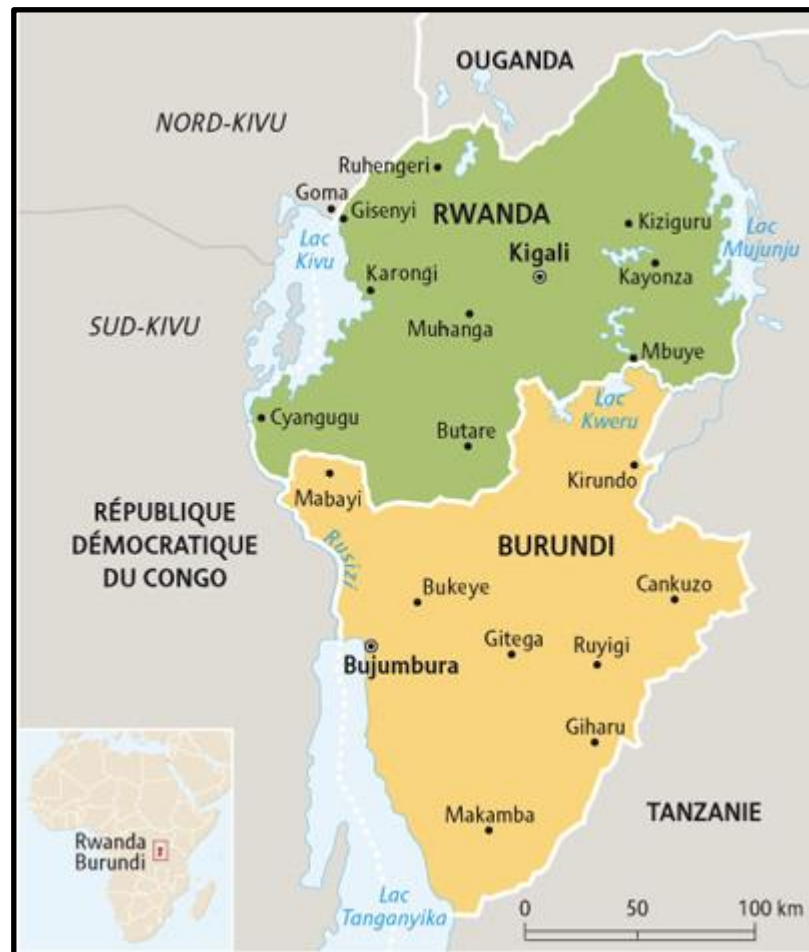 OUGANDA
NORD-KIVU
Ruhengeri
Goma
Gisenyi
RWANDA
Kiziguru
Lac
Kivu
Lac
Mujunju
Kigali
Karongi
Kayonza
SUD-KIVU
Muhanga
Mbuye
Lac
Kweru
Cyangugu
Butare
Kirundo
Mabayi
RÉPUBLIQUE
DÉMOCRATIQUE
DU CONGO
Rusizi
BURUNDI
Bukeye
Cankuzo
Gitega
Ruyigi
Bujumbura
Giharu
Makamba
TANZANIE
Rwanda
Burundi
Lac
Tanganyika
0 50 100 km